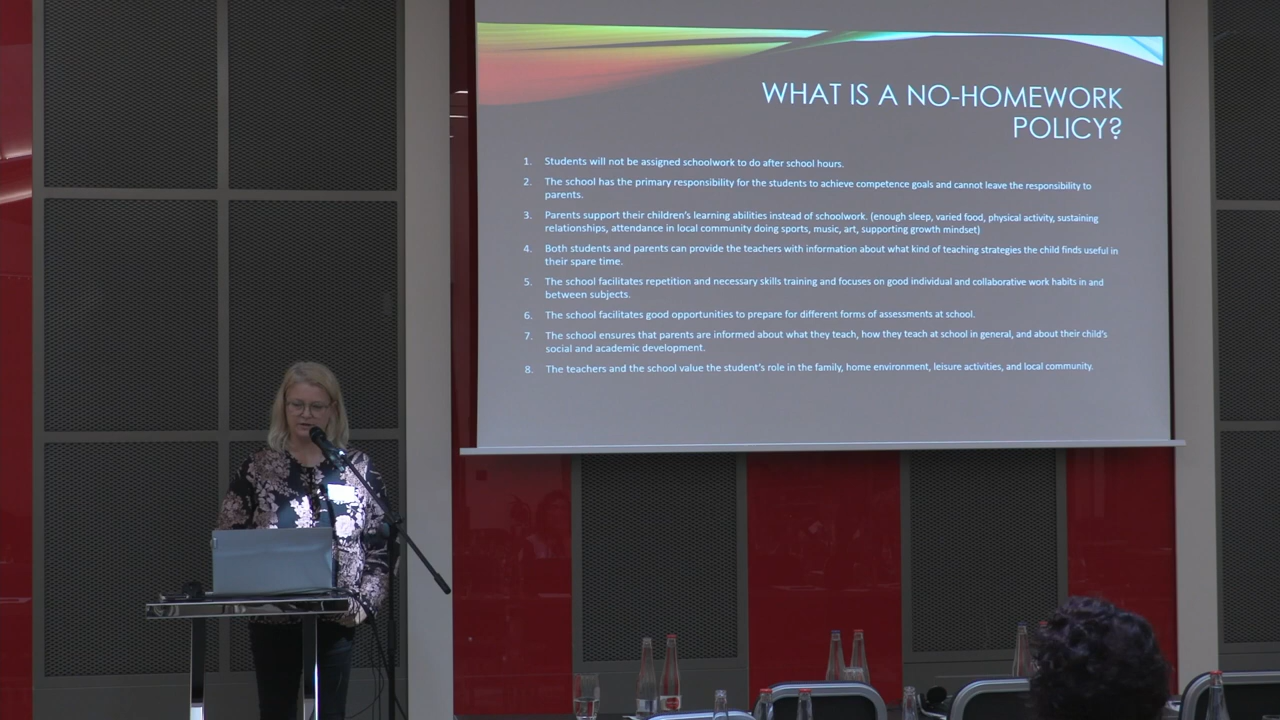 WHAT IS A NO-HOMEWORK
POLICY?
1. Students will not be assigned schoolwork to do after school hours.
2. The school has the primary responsibility for the students to achieve competence goals and cannot leave the responsibility to
parents.
3. Parents support their children's learning abilities instead of schoolwork. (enough sleep, varied food, physical activity, sustaining
relationships, attendance in local community doing sports, music, art, supporting growth mindset)
4. Both students and parents can provide the teachers with information about what kind of teaching strategies the child finds useful in
their spare time.
5. The school facilitates repetition and necessary skills training and focuses on good individual and collaborative work habits in and
between subjects.
6. The school facilitates good opportunities to prepare for different forms of assessments at school.
7. The school ensures that parents are informed about what they teach, how they teach at school in general, and about their child's
social and academic development.
8. The teachers and the school value the student's role in the family, home environment, leisure activities, and local community.